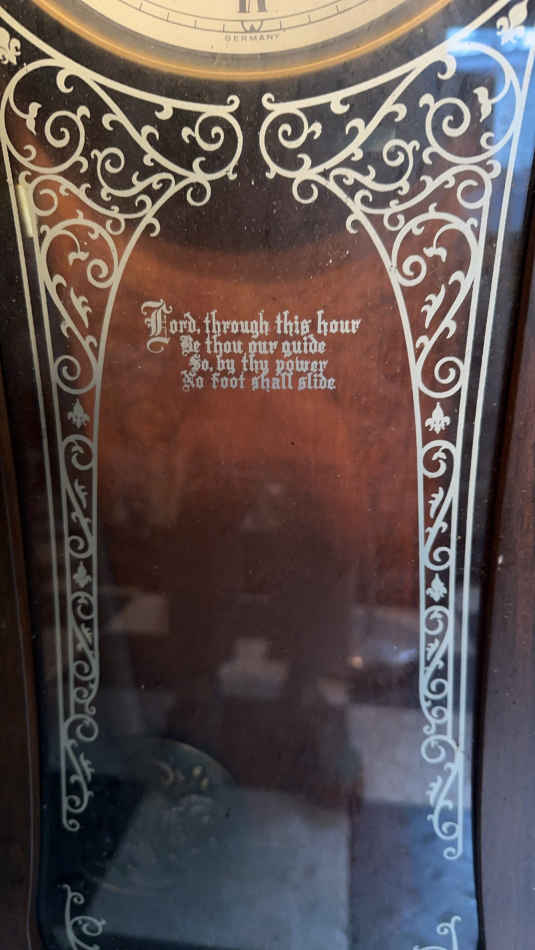 GERMANY
Lord, through this hour
Be thou our guide
So, by thy power
No foot shall slide